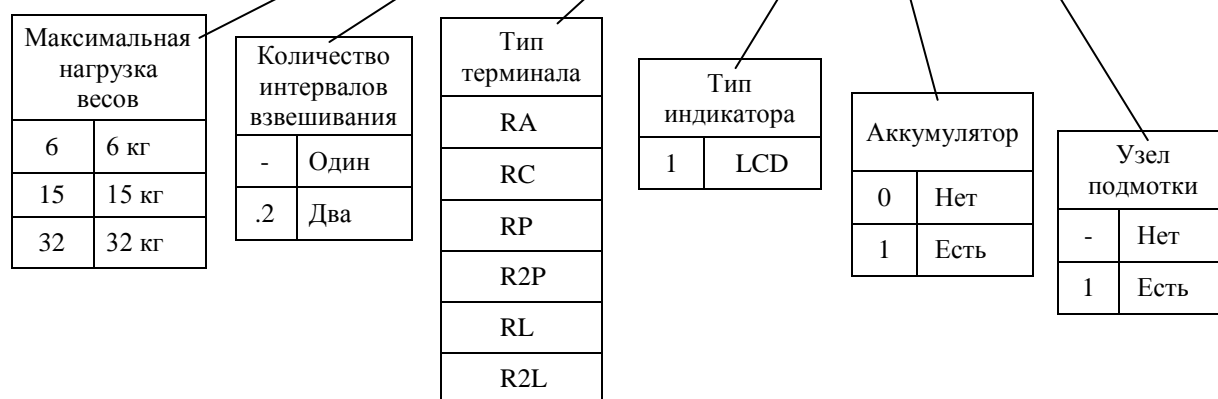 Максимальная
нагрузка
весов
6 6 кг
15 15 кг
32 32 кг
Количество
интервалов
взвешивания
- Один
.2 Два
Тип
терминала
RA
RC
RP
R2P
RL
R2L
Тип
индикатора
1 LCD
Аккумулятор
0 Нет
1 Есть
Узел
подмотки
- Нет
1 Есть